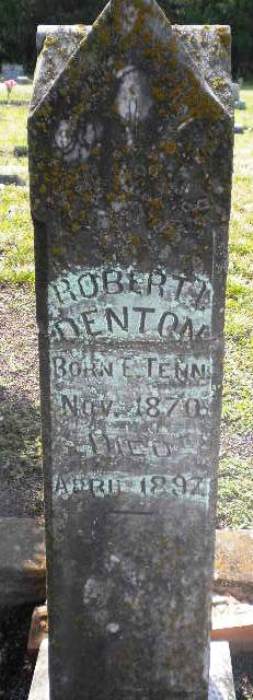 ROBERT T
DENTON
BORN E. TENN
NOV. 1870
DIED
APRIL 1897